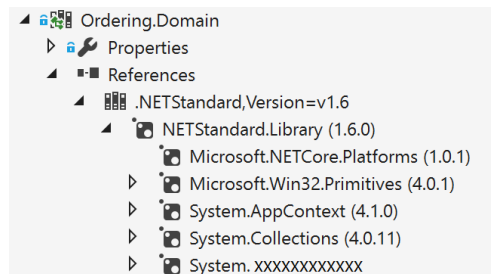 Ordering.Domain
Properties
References
.NETStandard,Version=v1.6
NETStandard.Library (1.6.0)
Microsoft.NETCore.Platforms (1.0.1)
Microsoft.Win32.Primitives (4.0.1)
System.AppContext (4.1.0)
System.Collections (4.0.11)
System. xxxxxxxxxxxx